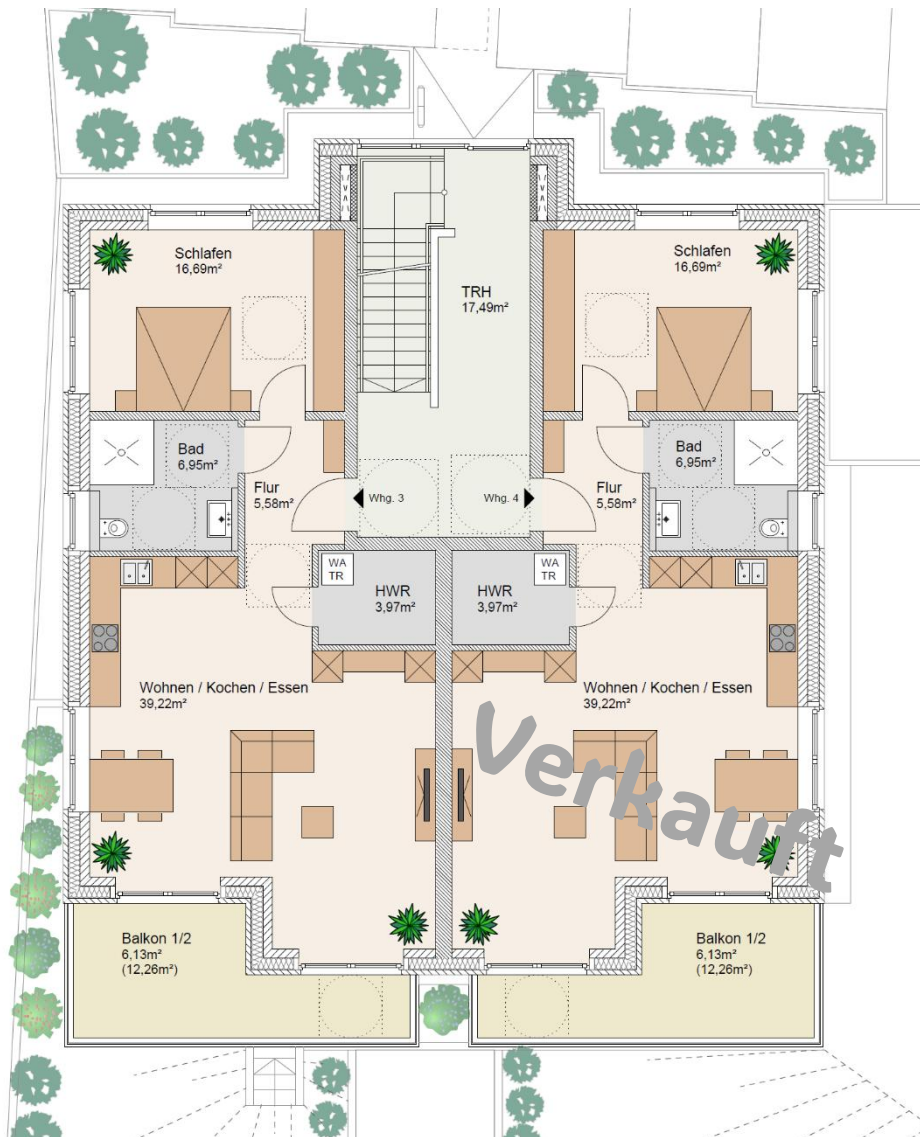 Schlafen
16,69m²
Schlafen
16,69m²
TRH
17,49m²
Bad
6,95m²
Flur
5,58m²
Whg. 3
Whg. 4
Flur
5,58m²
Bad
6,95m²
WA
TR
HWR
3,97m²
HWR
3,97m²
WA
TR
Wohnen / Kochen / Essen
39,22m²
Wohnen / Kochen / Essen
39,22m²
Verkauft
Balkon 1/2
6,13m²
(12,26m²)
Balkon 1/2
6,13m²
(12,26m²)